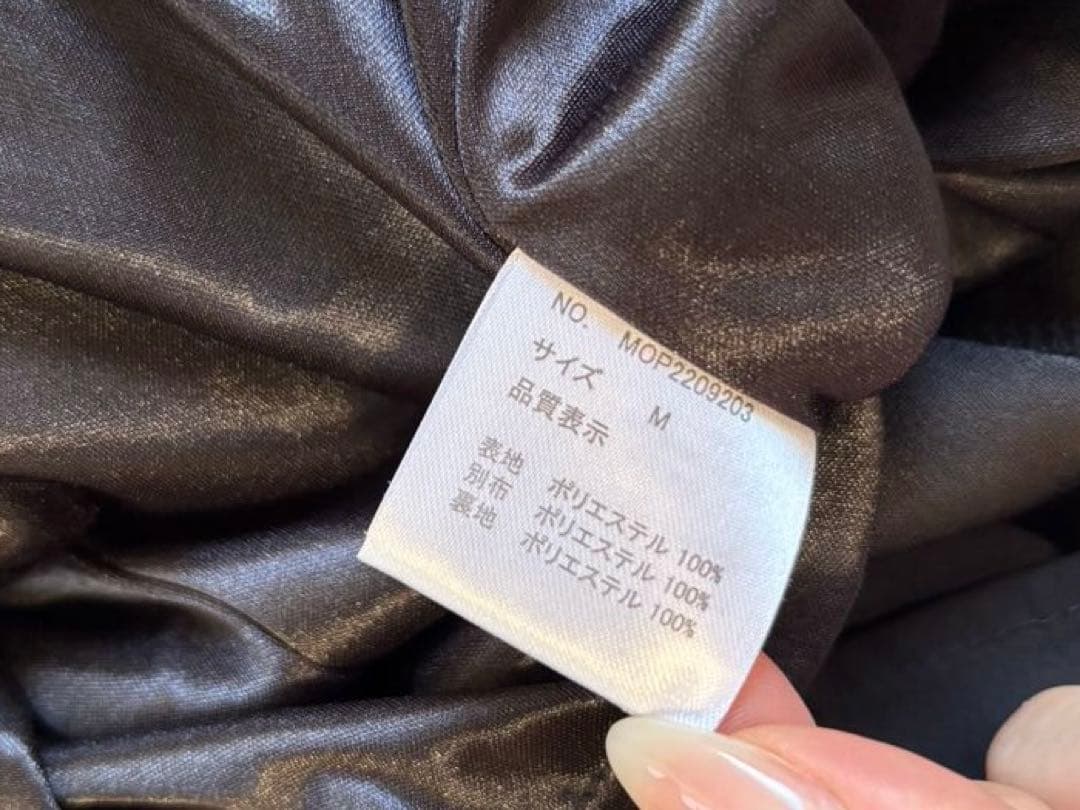 NO. MOP2209203
サイズ M
品質表示
表地 ポリエステル 100%
別布 ポリエステル 100%
裏地 ポリエステル 100%